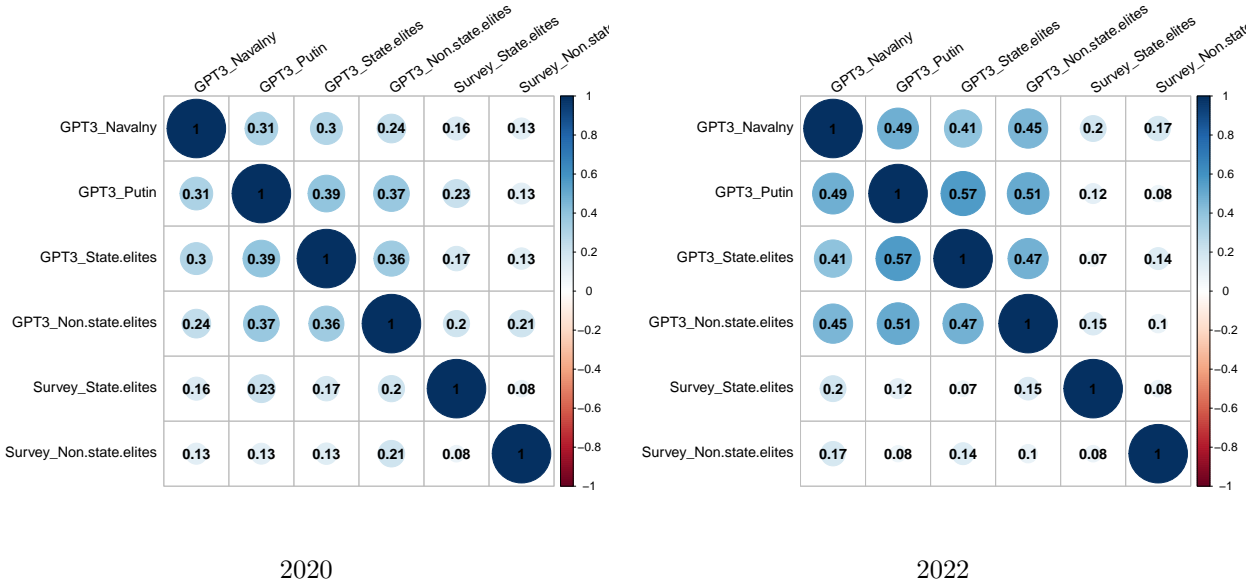 GPT3_Navalny
GPT3_Putin
GPT3_State.elites
GPT3_Non.state.elites
Survey_State.elites
Survey_Non.state
GPT3_Navalny 1 0.31 0.3 0.24 0.16 0.13
GPT3_Putin 0.31 1 0.39 0.37 0.23 0.13
GPT3_State.elites 0.3 0.39 1 0.36 0.17 0.13
GPT3_Non.state.elites 0.24 0.37 0.36 1 0.2 0.21
Survey_State.elites 0.16 0.23 0.17 0.2 1 0.08
Survey_Non.state.elites 0.13 0.13 0.13 0.21 0.08 1
1
0.8
0.6
0.4
0.2
0
−0.2
−0.4
−0.6
−0.8
−1
2020
GPT3_Navalny
GPT3_Putin
GPT3_State.elites
GPT3_Non.state.elites
Survey_State.elites
Survey_Non.state
GPT3_Navalny 1 0.49 0.41 0.45 0.2 0.17
GPT3_Putin 0.49 1 0.57 0.51 0.12 0.08
GPT3_State.elites 0.41 0.57 1 0.47 0.07 0.14
GPT3_Non.state.elites 0.45 0.51 0.47 1 0.15 0.1
Survey_State.elites 0.2 0.12 0.07 0.15 1 0.08
Survey_Non.state.elites 0.17 0.08 0.14 0.1 0.08 1
1
0.8
0.6
0.4
0.2
0
−0.2
−0.4
−0.6
−0.8
−1
2022